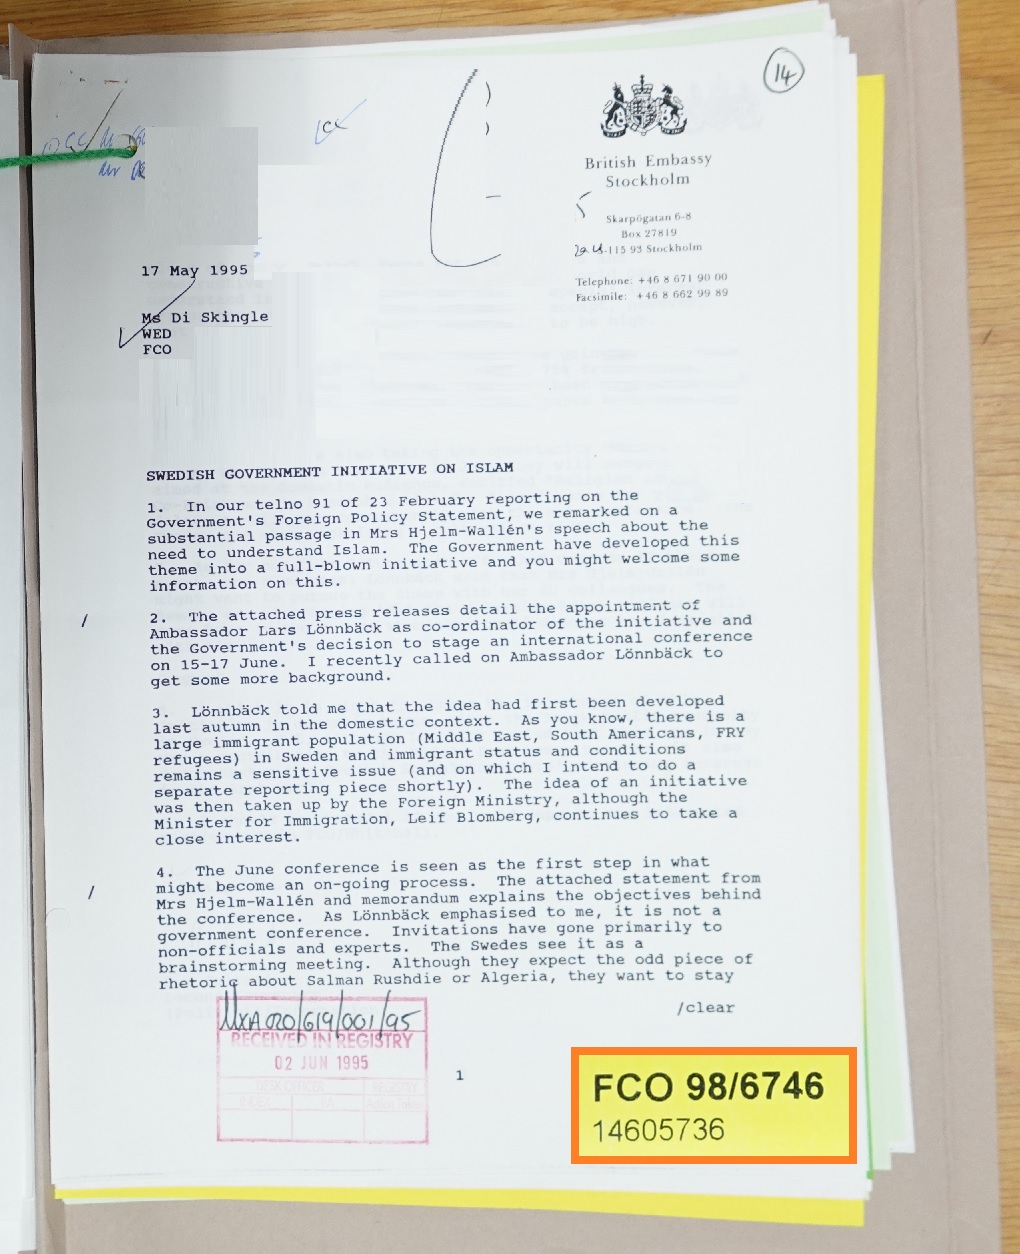 14
cc
British Embassy
Stockholm
Skarpögatan 6-8
Box 27819
115 93 Stockholm
Telephone: +46 8 671 90 00
Facsimile: +46 8 662 99 89
17 May 1995
Ms Di Skingle
WED
FCO
SWEDISH GOVERNMENT INITIATIVE ON ISLAM
1. In our telno 91 of 23 February reporting on the
Government's Foreign Policy Statement, we remarked on a
substantial passage in Mrs Hjelm-Wallén's speech about the
need to understand Islam. The Government have developed this
theme into a full-blown initiative and you might welcome some
information on this.
2. The attached press releases detail the appointment of
Ambassador Lars Lönnbäck as co-ordinator of the initiative and
the Government's decision to stage an international conference
on 15-17 June. I recently called on Ambassador Lönnbäck to
get some more background.
3. Lönnbäck told me that the idea had first been developed
last autumn in the domestic context. As you know, there is a
large immigrant population (Middle East, South Americans, FRY
refugees) in Sweden and immigrant status and conditions
remains a sensitive issue (and on which I intend to do a
separate reporting piece shortly). The idea of an initiative
was then taken up by the Foreign Ministry, although the
Minister for Immigration, Leif Blomberg, continues to take a
close interest.
4. The June conference is seen as the first step in what
might become an on-going process. The attached statement from
Mrs Hjelm-Wallén and memorandum explains the objectives behind
the conference. As Lönnbäck emphasised to me, it is not a
government conference. Invitations have gone primarily to
non-officials and experts. The Swedes see it as a
brainstorming meeting. Although they expect the odd piece of
rhetoric about Salman Rushdie or Algeria, they want to stay
/clear
020/619/001/95
RECEIVED IN REGISTRY
02 JUN 1995
DESK OFFICER REGISTRY
INDEX PA Action Taken
1
FCO 98/6746
14605736